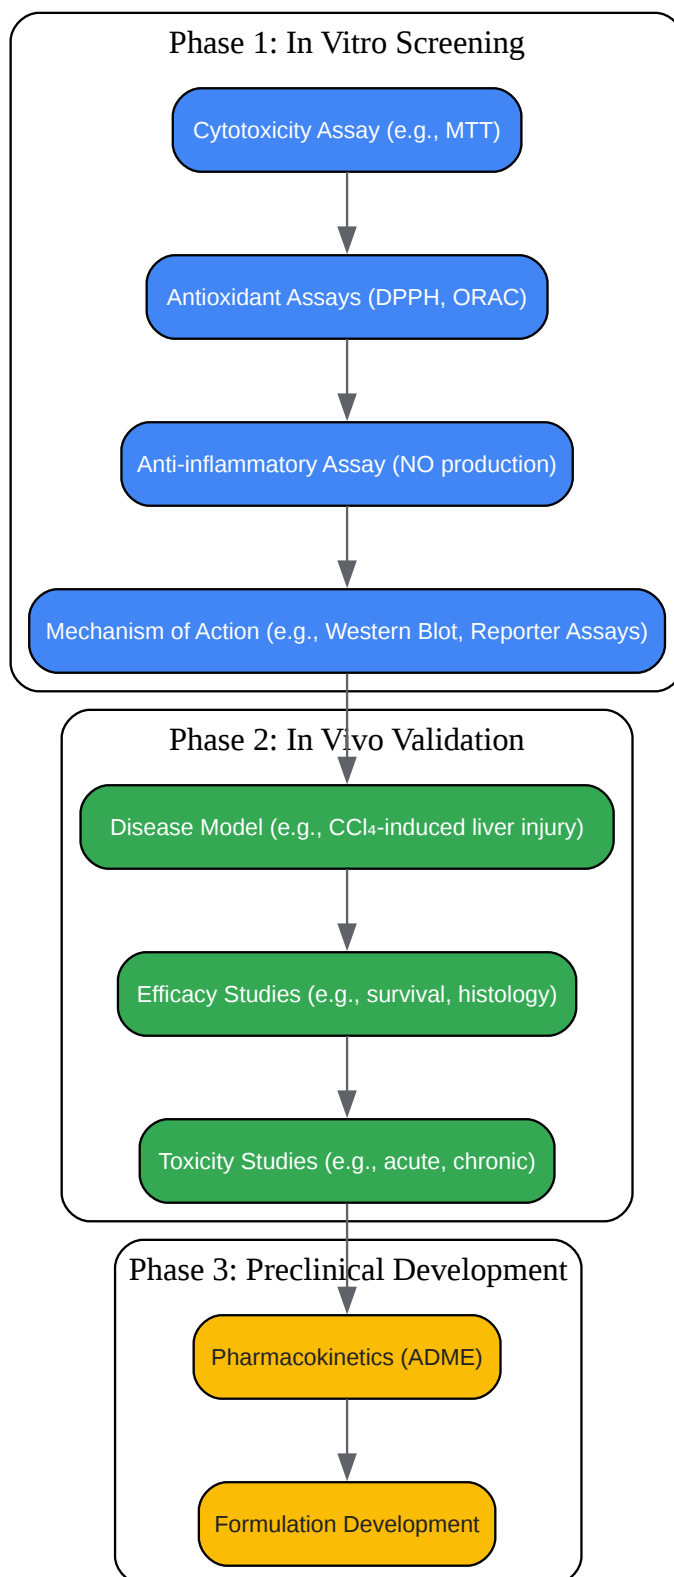 Phase 1: In Vitro Screening
Cytotoxicity Assay (e.g., MTT)
Antioxidant Assays (DPPH, ORAC)
Anti-inflammatory Assay (NO production)
Mechanism of Action (e.g., Western Blot, Reporter Assays)
Phase 2: In Vivo Validation
Disease Model (e.g., CCl₄-induced liver injury)
Efficacy Studies (e.g., survival, histology)
Toxicity Studies (e.g., acute, chronic)
Phase 3: Preclinical Development
Pharmacokinetics (ADME)
Formulation Development